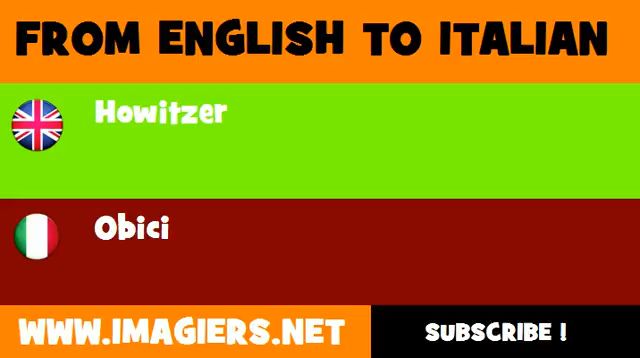 FROM ENGLISH TO ITALIAN
Howitzer
Obici
WWW.IMAGIERS.NET
SUBSCRIBE !